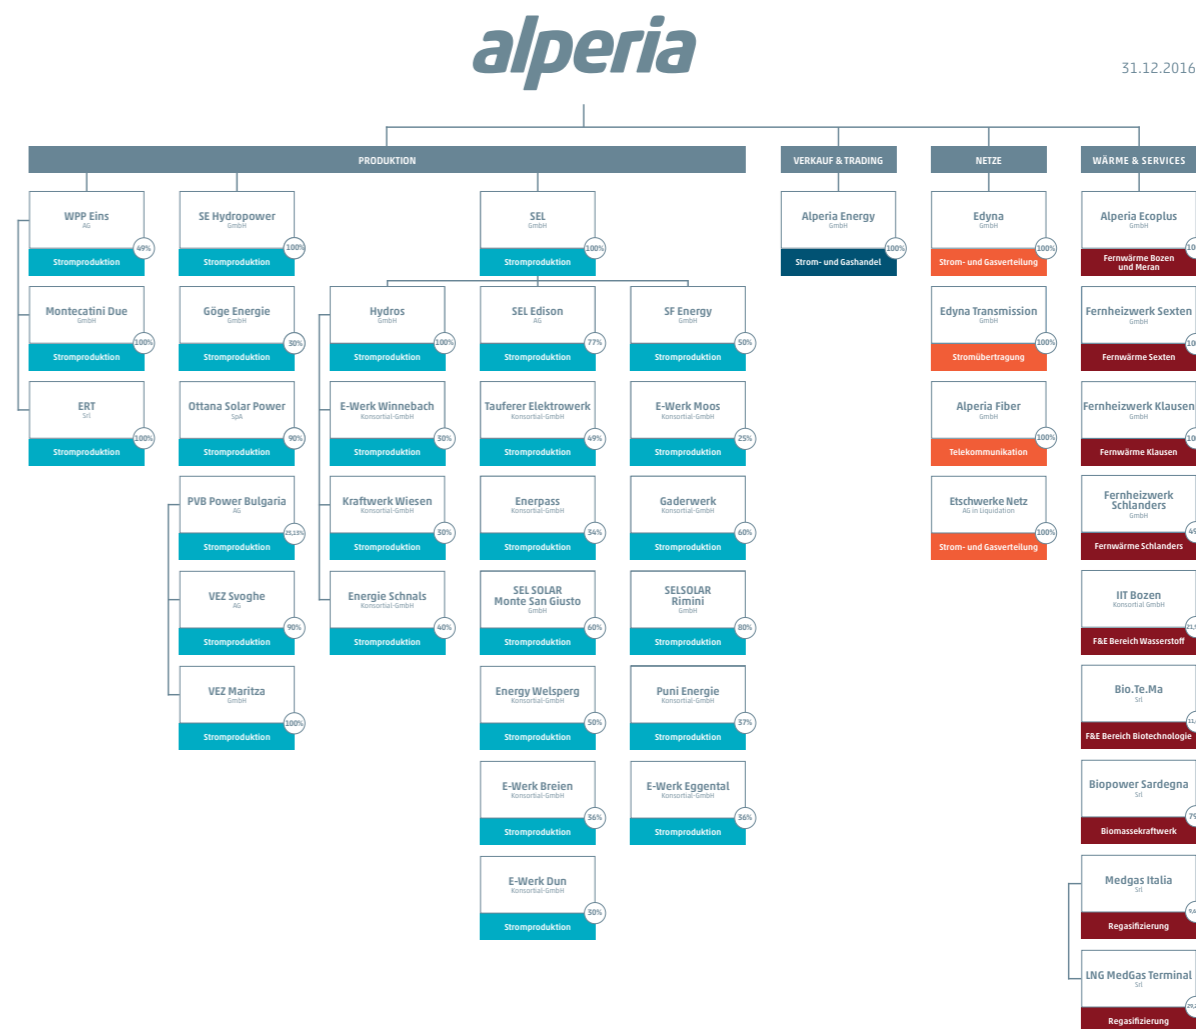 alperia
31.12.2016
PRODUKTION
VERKAUF & TRADING
NETZE
WÄRME & SERVICES
WPP Eins
AG
49%
Stromproduktion
Montecatini Due
GmbH
100%
Stromproduktion
ERT
Srl
100%
Stromproduktion
SE Hydropower
GmbH
100%
Stromproduktion
Göge Energie
GmbH
30%
Stromproduktion
Ottana Solar Power
SpA
90%
Stromproduktion
PVB Power Bulgaria
AG
Stromproduktion
VEZ Svoghe
AG
90%
Stromproduktion
VEZ Maritza
GmbH
100%
Stromproduktion
SEL
GmbH
100%
Stromproduktion
Hydros
GmbH
100%
Stromproduktion
E-Werk Winnebach
Konsortial-GmbH
30%
Stromproduktion
Kraftwerk Wiesen
Konsortial-GmbH
30%
Stromproduktion
Energie Schnals
Konsortial-GmbH
40%
Stromproduktion
SEL Edison
AG
77%
Stromproduktion
Tauferer Elektrowerk
Konsortial-GmbH
49%
Stromproduktion
Enerpass
Konsortial-GmbH
34%
Stromproduktion
SEL SOLAR
Monte San Giusto
GmbH
60%
Stromproduktion
Energy Welsperg
Konsortial-GmbH
50%
Stromproduktion
E-Werk Breien
Konsortial-GmbH
36%
Stromproduktion
E-Werk Dun
Konsortial-GmbH
30%
Stromproduktion
SF Energy
GmbH
50%
Stromproduktion
E-Werk Moos
Konsortial-GmbH
25%
Stromproduktion
Gaderwerk
Konsortial-GmbH
60%
Stromproduktion
SELSOLAR
Rimini
GmbH
80%
Stromproduktion
Puni Energie
Konsortial-GmbH
37%
Stromproduktion
E-Werk Eggental
Konsortial-GmbH
36%
Stromproduktion
Alperia Energy
GmbH
100%
Strom- und Gashandel
Edyna
GmbH
100%
Strom- und Gasverteilung
Edyna Transmission
GmbH
100%
Stromübertragung
Alperia Fiber
GmbH
100%
Telekommunikation
Etschwerke Netz
AG in Liquidation
100%
Strom- und Gasverteilung
Alperia Ecoplus
GmbH
Fernwärme Bozen
und Meran
Fernheizwerk Sexten
GmbH
Fernwärme Sexten
Fernheizwerk Klausen
GmbH
Fernwärme Klausen
Fernheizwerk
Schlanders
GmbH
Fernwärme Schlanders
IIT Bozen
Konsortial GmbH
F&E Bereich Wasserstoff
Bio.Te.Ma
Srl
F&E Bereich Biotechnologie
Biopower Sardegna
Srl
Biomassekraftwerk
Medgas Italia
Srl
Regasifizierung
LNG MedGas Terminal
Srl
Regasifizierung